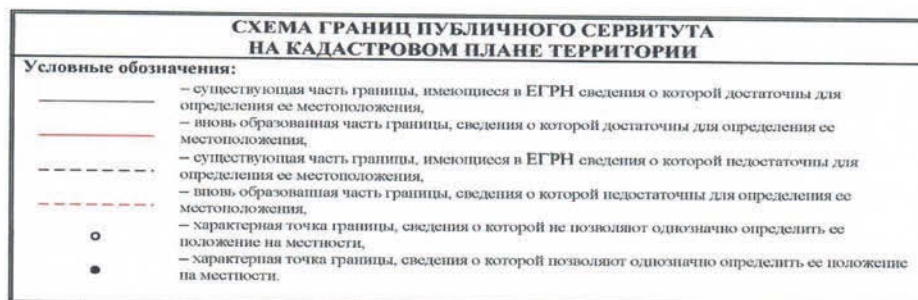 СХЕМА ГРАНИЦ ПУБЛИЧНОГО СЕРВИТУТА
НА КАДАСТРОВОМ ПЛАНЕ ТЕРРИТОРИИ
Условные обозначения:
– существующая часть границы, имеющиеся в ЕГРН сведения о которой достаточны для
определения ее местоположения,
– вновь образованная часть границы, сведения о которой достаточны для определения ее
местоположения,
– существующая часть границы, имеющиеся в ЕГРН сведения о которой недостаточны для
определения ее местоположения,
– вновь образованная часть границы, сведения о которой недостаточны для определения ее
местоположения,
– характерная точка границы, сведения о которой не позволяют однозначно определить ее
положение на местности,
– характерная точка границы, сведения о которой позволяют однозначно определить ее положение
на местности.